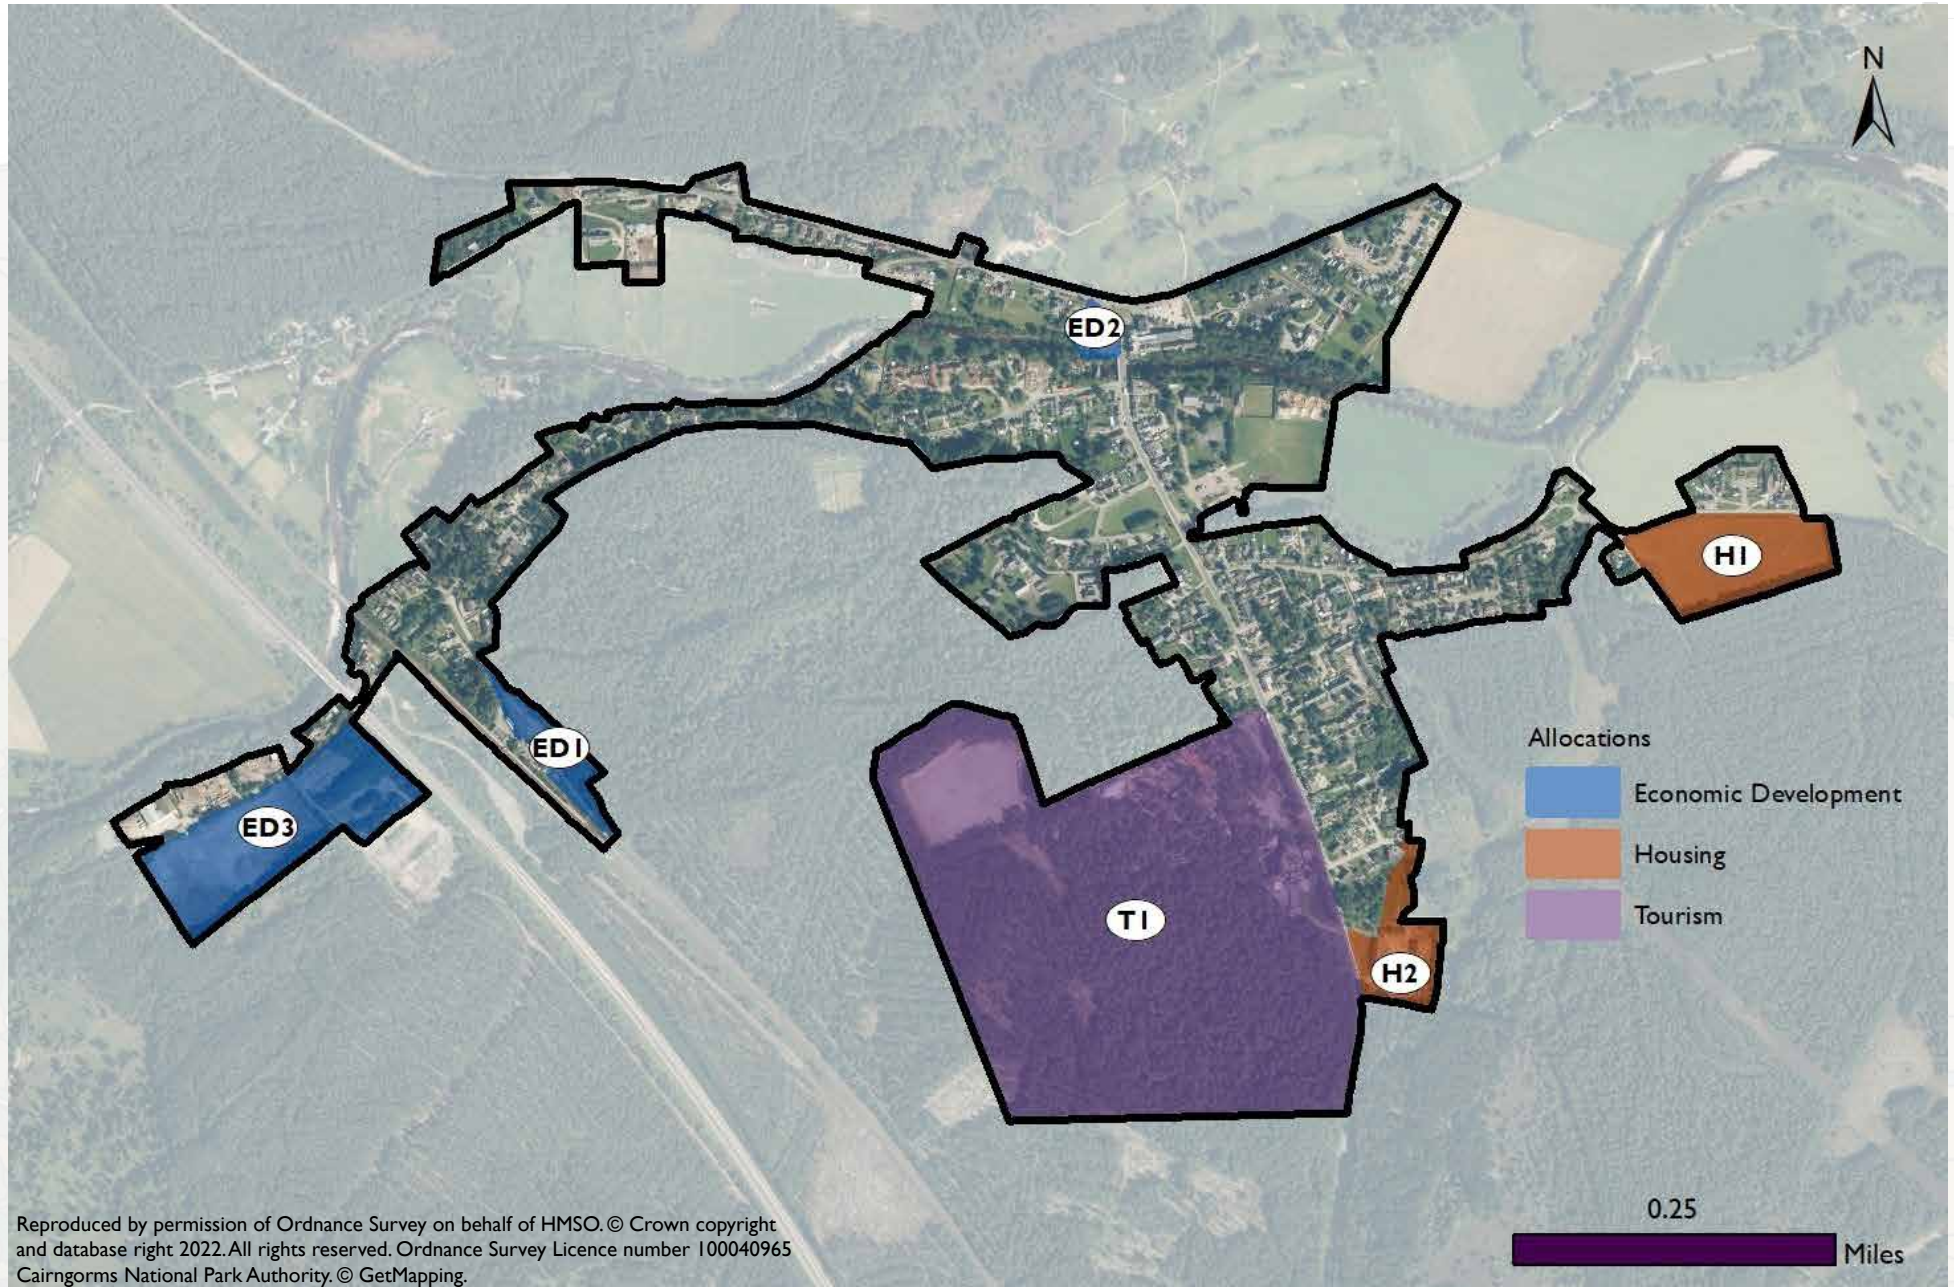 N
ED2
H1
ED1
ED3
T1
H2
Allocations
Economic Development
Housing
Tourism
0.25
Miles
Reproduced by permission of Ordnance Survey on behalf of HMSO. © Crown copyright
and database right 2022. All rights reserved. Ordnance Survey Licence number 100040965
Cairngorms National Park Authority. © GetMapping.